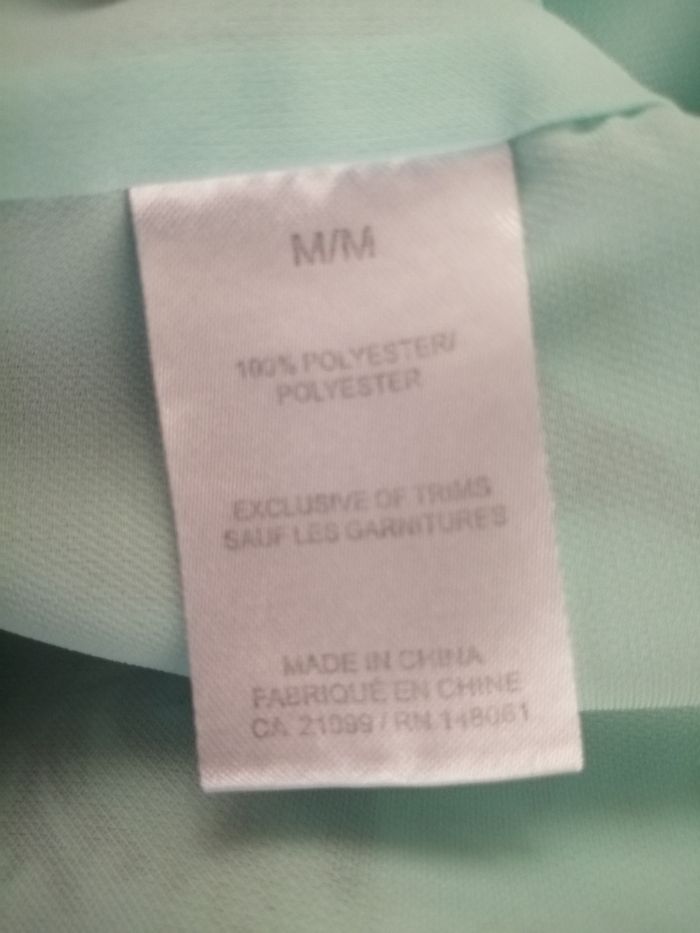 M/M
100% POLYESTER/
POLYESTER
EXCLUSIVE OF TRIMS
SAUF LES GARNITURES
MADE IN CHINA
FABRIQUÉ EN CHINE
CA 21099 / RN 148061